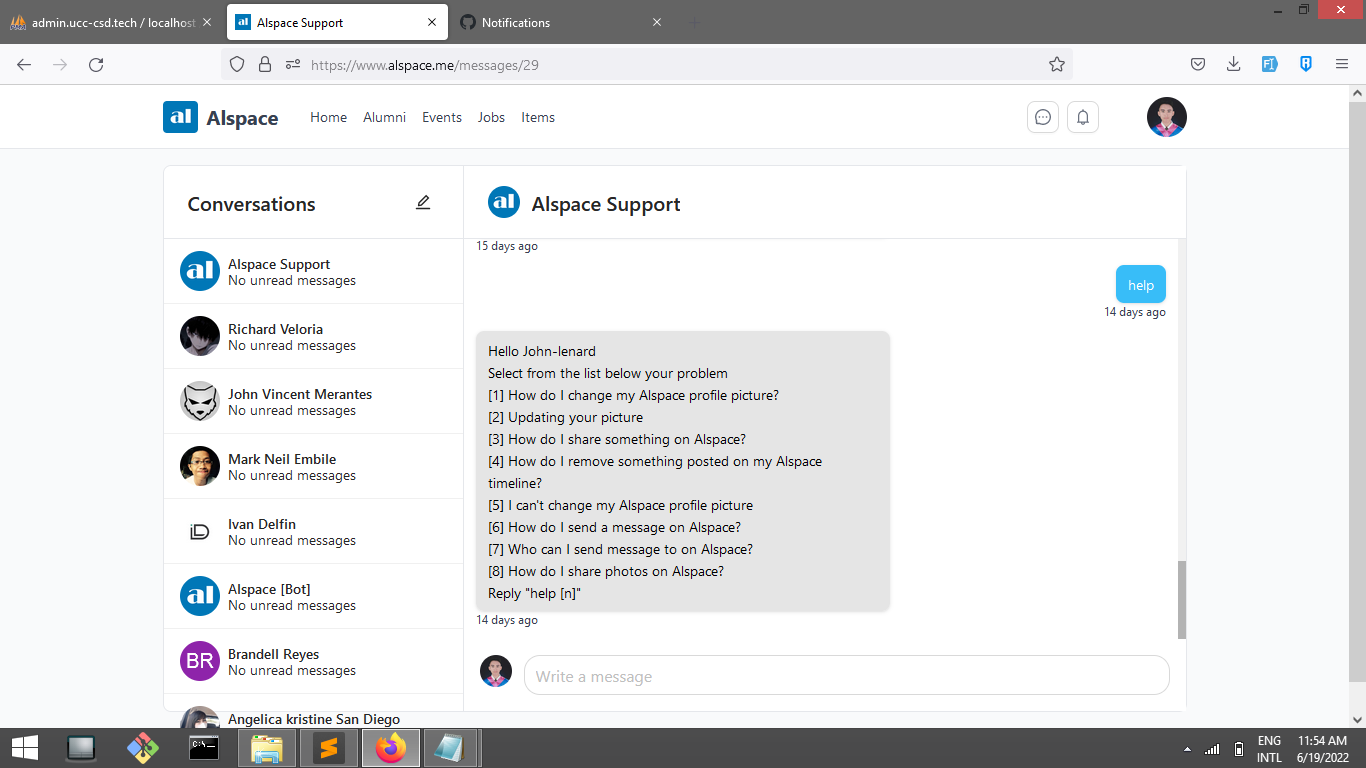 admin.ucc-csd.tech / localhost
Alspace Support
Notifications
https://www.alspace.me/messages/29
al Alspace
Home Alumni Events Jobs Items
Conversations
al Alspace Support
al Alspace Support
No unread messages
Richard Veloria
No unread messages
John Vincent Merantes
No unread messages
Mark Neil Embile
No unread messages
iD Ivan Delfin
No unread messages
al Alspace [Bot]
No unread messages
BR Brandell Reyes
No unread messages
Angelica kristine San Diego
15 days ago
help
14 days ago
Hello John-lenard
Select from the list below your problem
[1] How do I change my Alspace profile picture?
[2] Updating your picture
[3] How do I share something on Alspace?
[4] How do I remove something posted on my Alspace
timeline?
[5] I can't change my Alspace profile picture
[6] How do I send a message on Alspace?
[7] Who can I send message to on Alspace?
[8] How do I share photos on Alspace?
Reply "help [n]"
14 days ago
Write a message
ENG 11:54 AM
INTL 6/19/2022